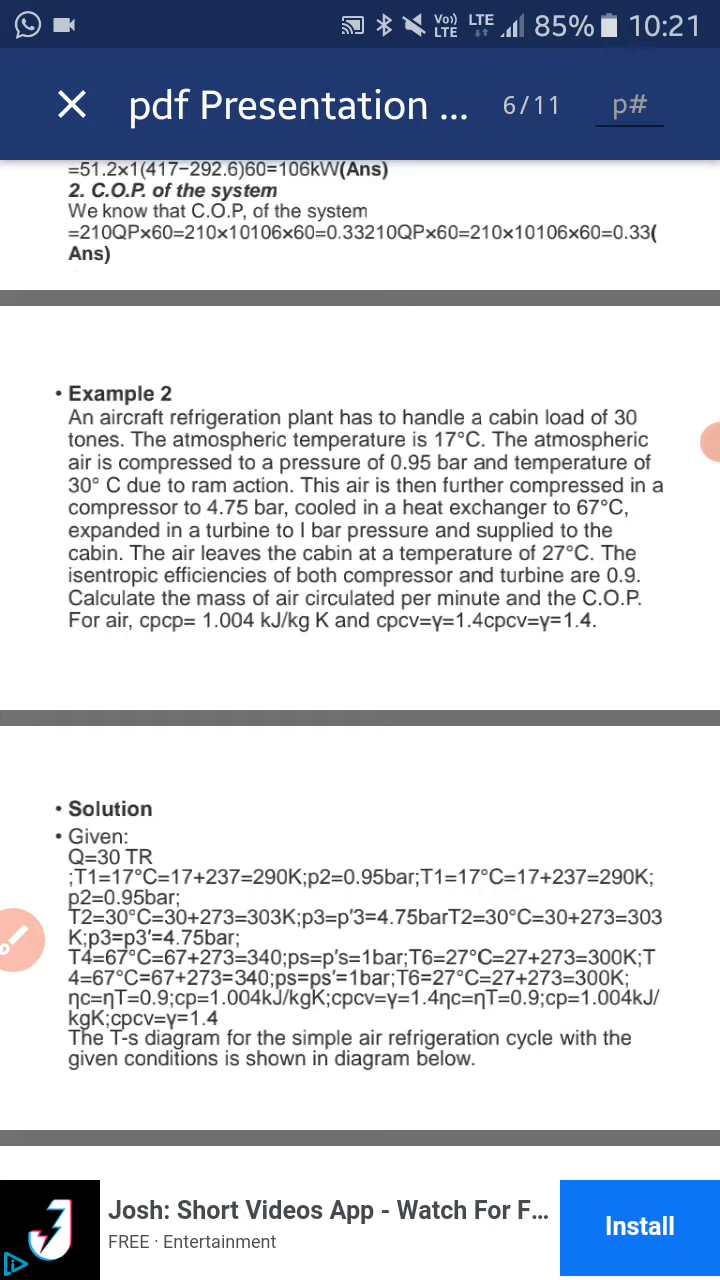 Vo))
LTE LTE 85% 10:21
pdf Presentation ... 6/11 p#
=51.2×1(417−292.6)60=106kW(Ans)
2. C.O.P. of the system
We know that C.O.P, of the system
=210QP×60=210×10106×60=0.33210QP×60=210×10106×60=0.33(
Ans)
• Example 2
An aircraft refrigeration plant has to handle a cabin load of 30
tones. The atmospheric temperature is 17°C. The atmospheric
air is compressed to a pressure of 0.95 bar and temperature of
30° C due to ram action. This air is then further compressed in a
compressor to 4.75 bar, cooled in a heat exchanger to 67°C,
expanded in a turbine to I bar pressure and supplied to the
cabin. The air leaves the cabin at a temperature of 27°C. The
isentropic efficiencies of both compressor and turbine are 0.9.
Calculate the mass of air circulated per minute and the C.O.P.
For air, cpcp= 1.004 kJ/kg K and cpcv=γ=1.4cpcv=γ=1.4.
• Solution
• Given:
Q=30 TR
;T1=17°C=17+237=290K;p2=0.95bar;T1=17°C=17+237=290K;
p2=0.95bar;
T2=30°C=30+273=303K;p3=p′3=4.75barT2=30°C=30+273=303
K;p3=p3′=4.75bar;
T4=67°C=67+273=340;ps=p′s=1bar;T6=27°C=27+273=300K;T
4=67°C=67+273=340;ps=ps′=1bar;T6=27°C=27+273=300K;
ηc=ηT=0.9;cp=1.004kJ/kgK;cpcv=γ=1.4ηc=ηT=0.9;cp=1.004kJ/
kgK;cpcv=γ=1.4
The T-s diagram for the simple air refrigeration cycle with the
given conditions is shown in diagram below.
Josh: Short Videos App - Watch For F...
FREE · Entertainment
Install